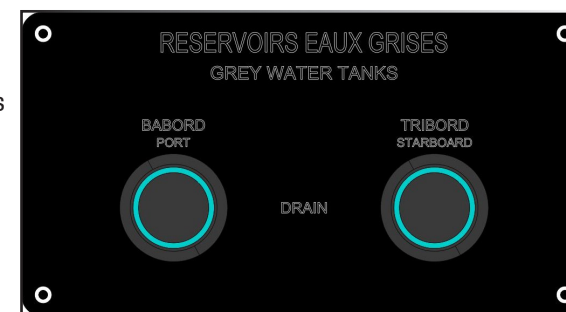 RESERVOIRS EAUX GRISES
GREY WATER TANKS
BABORD
PORT
TRIBORD
STARBOARD
DRAIN